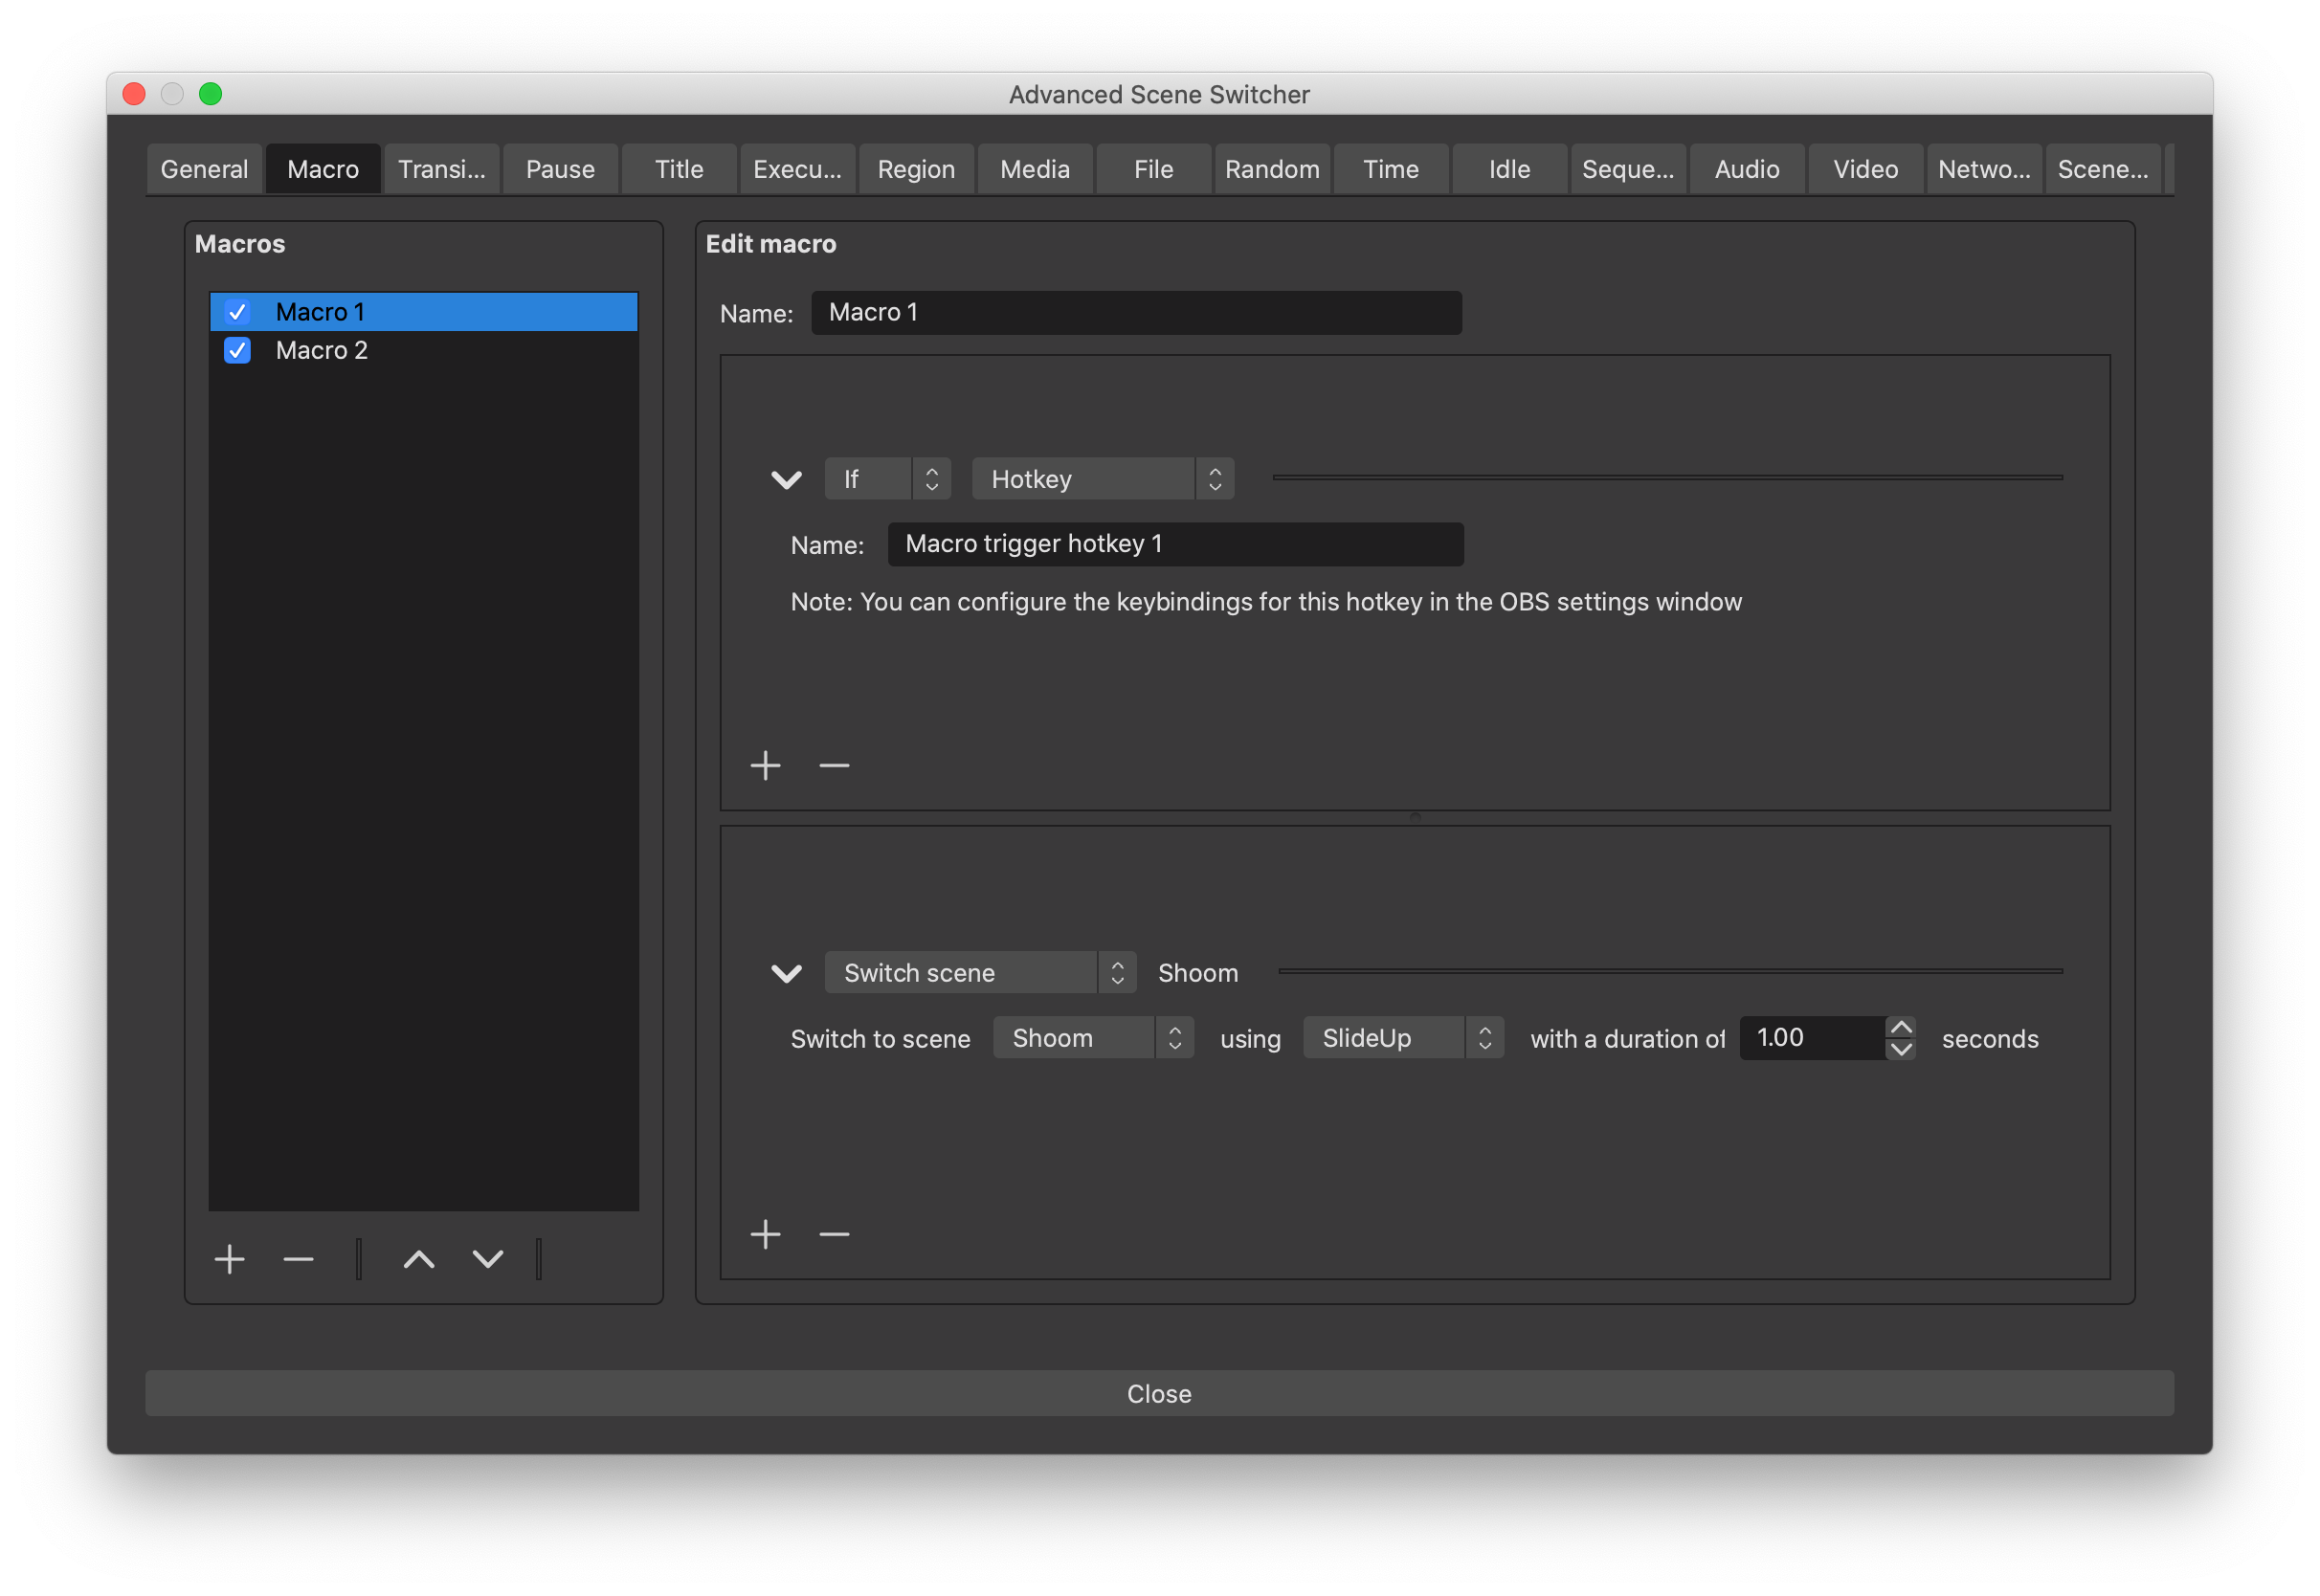 Advanced Scene Switcher
General Macro Transi... Pause Title Execu... Region Media File Random Time Idle Seque... Audio Video Netwo... Scene...
Macros
Macro 1
Macro 2
Edit macro
Name: Macro 1
If Hotkey
Name: Macro trigger hotkey 1
Note: You can configure the keybindings for this hotkey in the OBS settings window
Switch scene Shoom
Switch to scene Shoom using SlideUp with a duration of 1.00 seconds
Close